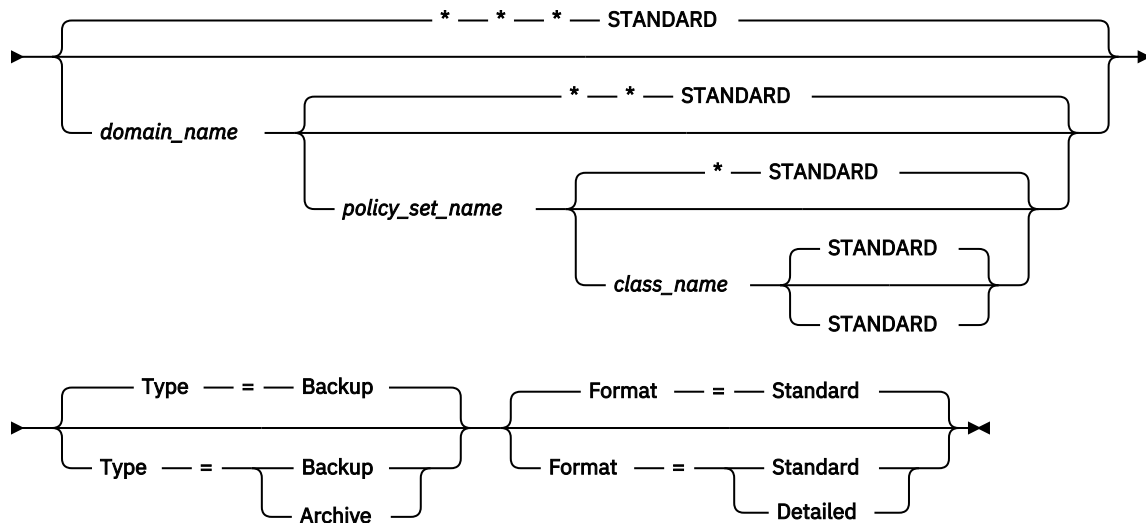 * * * STANDARD
* * STANDARD
domain_name
* STANDARD
policy_set_name
STANDARD
class_name
STANDARD
Type = Backup Format = Standard
Type = Backup Format = Standard
Archive Detailed